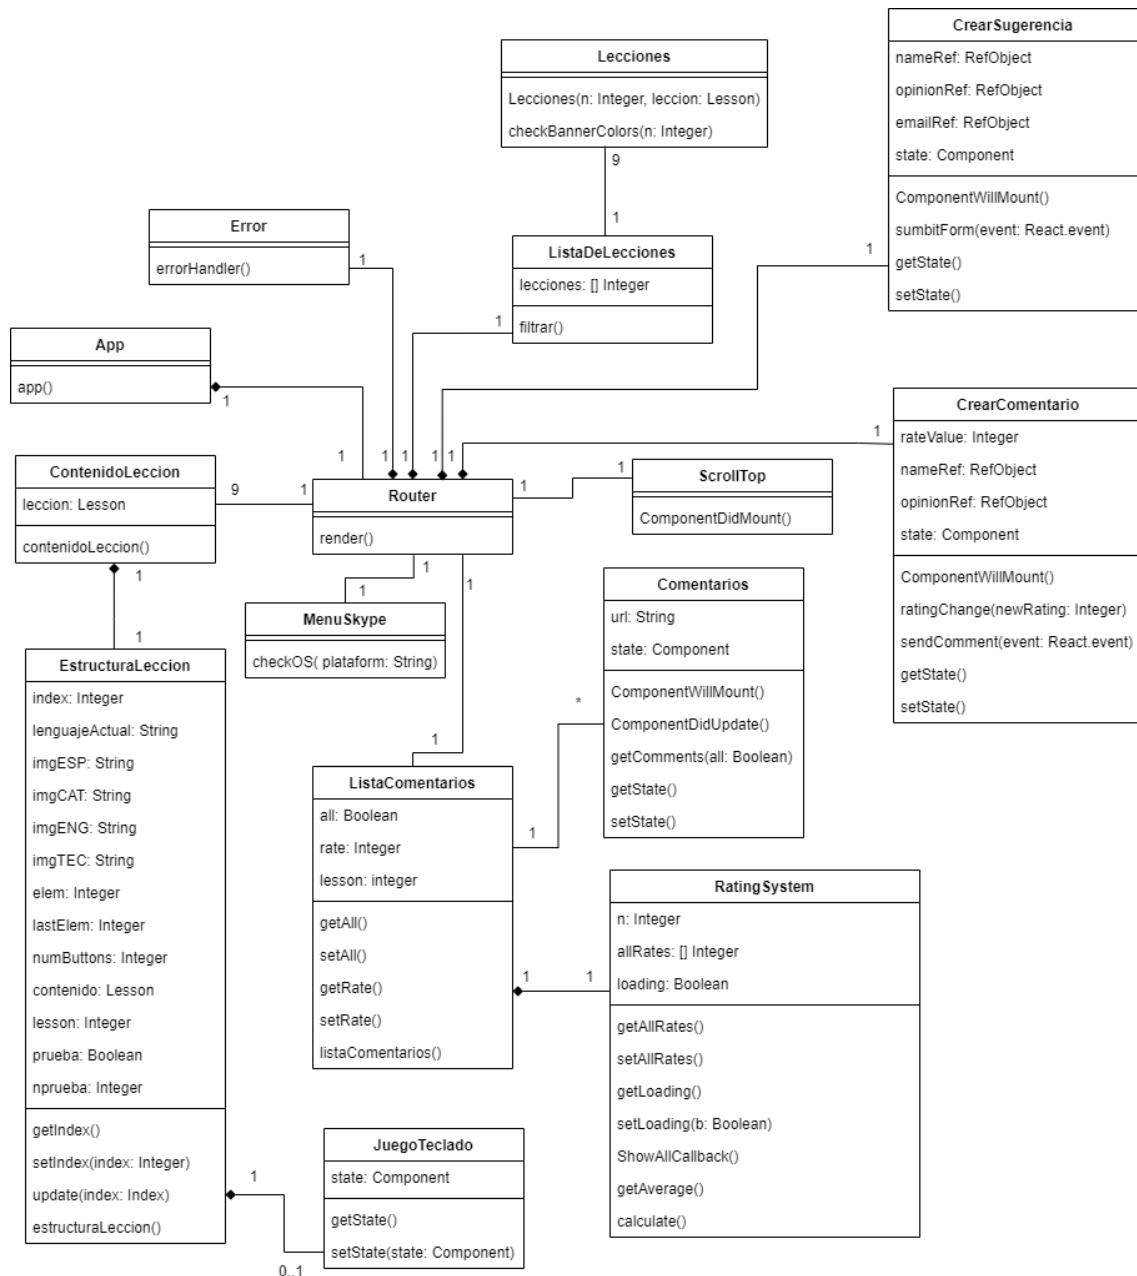 CrearSugerencia
nameRef: RefObject
opinionRef: RefObject
emailRef: RefObject
state: Component
ComponentWillMount()
sumbitForm(event: React.event)
getState()
setState()
1
Lecciones
Lecciones(n: Integer, leccion: Lesson)
checkBannerColors(n: Integer)
9
1
ListaDeLecciones
lecciones: [] Integer
filtrar()
1
Error
errorHandler()
1
App
app()
1
1
1
1
1
1
CrearComentario
rateValue: Integer
nameRef: RefObject
opinionRef: RefObject
state: Component
ComponentWillMount()
ratingChange(newRating: Integer)
sendComment(event: React.event)
getState()
setState()
1
ContenidoLeccion
leccion: Lesson
contenidoLeccion()
9
1
1
1
Router
render()
1
1
ScrollTop
ComponentDidMount()
1
1
1
MenuSkype
checkOS( plataform: String)
Comentarios
url: String
state: Component
ComponentWillMount()
ComponentDidUpdate()
getComments(all: Boolean)
getState()
setState()
*
1
1
EstructuraLeccion
index: Integer
lenguajeActual: String
imgESP: String
imgCAT: String
imgENG: String
imgTEC: String
elem: Integer
lastElem: Integer
numButtons: Integer
contenido: Lesson
lesson: Integer
prueba: Boolean
nprueba: Integer
getIndex()
setIndex(index: Integer)
update(index: Index)
estructuraLeccion()
1
ListaComentarios
all: Boolean
rate: Integer
lesson: integer
getAll()
setAll()
getRate()
setRate()
listaComentarios()
1
1
RatingSystem
n: Integer
allRates: [] Integer
loading: Boolean
getAllRates()
setAllRates()
getLoading()
setLoading(b: Boolean)
ShowAllCallback()
getAverage()
calculate()
JuegoTeclado
state: Component
getState()
setState(state: Component)
0..1